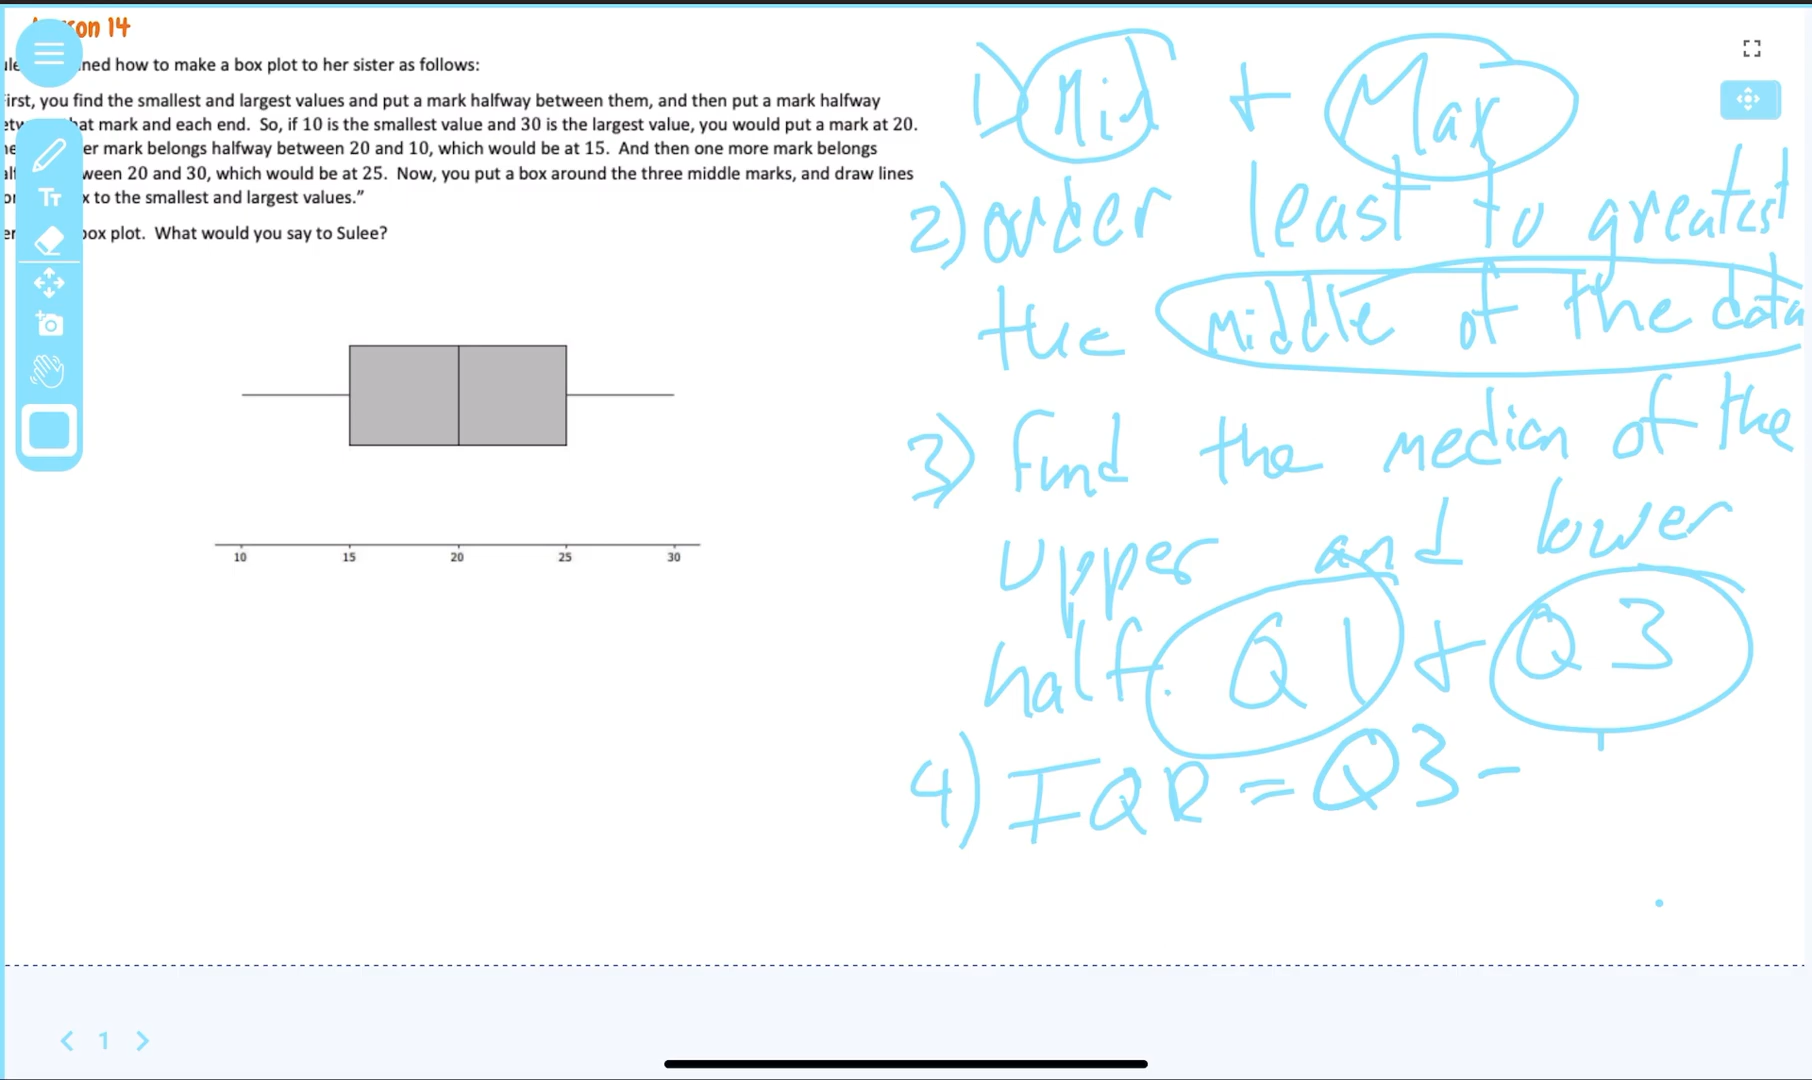 on 14
ned how to make a box plot to her sister as follows:
irst, you find the smallest and largest values and put a mark halfway between them, and then put a mark halfway
hat mark and each end. So, if 10 is the smallest value and 30 is the largest value, you would put a mark at 20.
er mark belongs halfway between 20 and 10, which would be at 15. And then one more mark belongs
ween 20 and 30, which would be at 25. Now, you put a box around the three middle marks, and draw lines
x to the smallest and largest values.”
box plot. What would you say to Sulee?
10 15 20 25 30
1) Mid + Max
2) order least to greatest
the middle of the data
3) find the median of the
upper and lower
half. Q1 + Q3
4) IQR = Q3 -
Tт
1